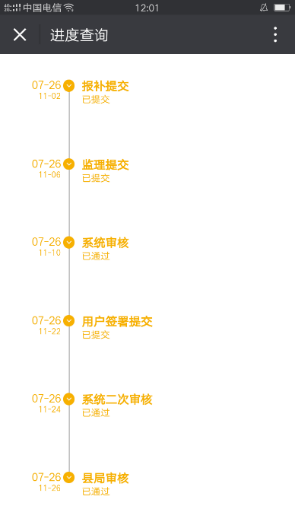 中国电信
12:01
进度查询
07-26 报补提交
11-02 已提交
07-26 监理提交
11-06 已提交
07-26 系统审核
11-10 已通过
07-26 用户签署提交
11-22 已提交
07-26 系统二次审核
11-24 已通过
07-26 县局审核
11-26 已通过